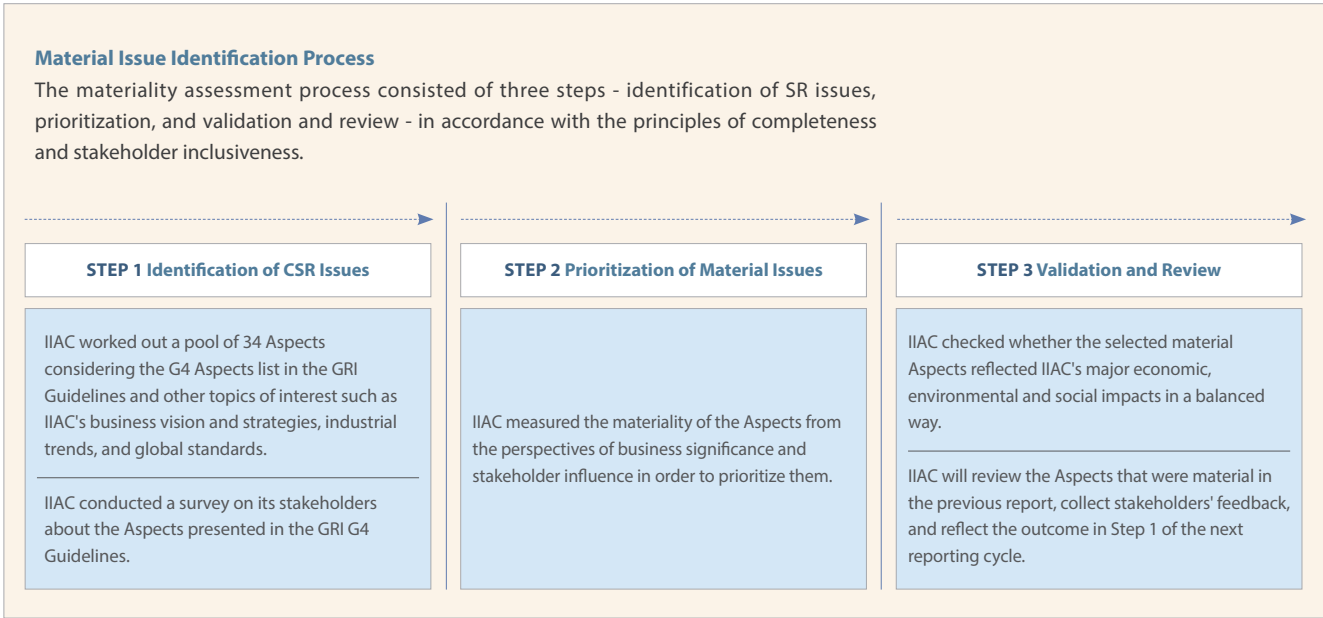 Material Issue Identification Process
The materiality assessment process consisted of three steps - identification of SR issues,
prioritization, and validation and review - in accordance with the principles of completeness
and stakeholder inclusiveness.
STEP 1 Identification of CSR Issues
IIAC worked out a pool of 34 Aspects
considering the G4 Aspects list in the GRI
Guidelines and other topics of interest such as
IIAC's business vision and strategies, industrial
trends, and global standards.
IIAC conducted a survey on its stakeholders
about the Aspects presented in the GRI G4
Guidelines.
STEP 2 Prioritization of Material Issues
IIAC measured the materiality of the Aspects from
the perspectives of business significance and
stakeholder influence in order to prioritize them.
STEP 3 Validation and Review
IIAC checked whether the selected material
Aspects reflected IIAC's major economic,
environmental and social impacts in a balanced
way.
IIAC will review the Aspects that were material in
the previous report, collect stakeholders' feedback,
and reflect the outcome in Step 1 of the next
reporting cycle.